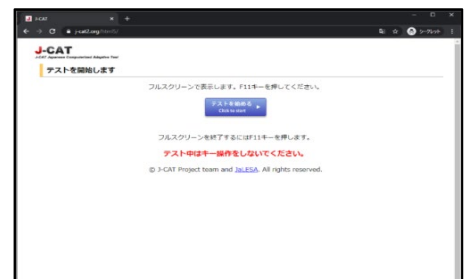 J-CAT
j-cat2.org/html5/
J-CAT
J-CAT Japanese Computerized Adaptive Test
テストを開始します
フルスクリーンで表示します。F11キーを押してください。
テストを始める
Click to start
フルスクリーンを終了するにはF11キーを押します。
テスト中はキー操作をしないでください。
© J-CAT Project team and JaLESA. All rights reserved.